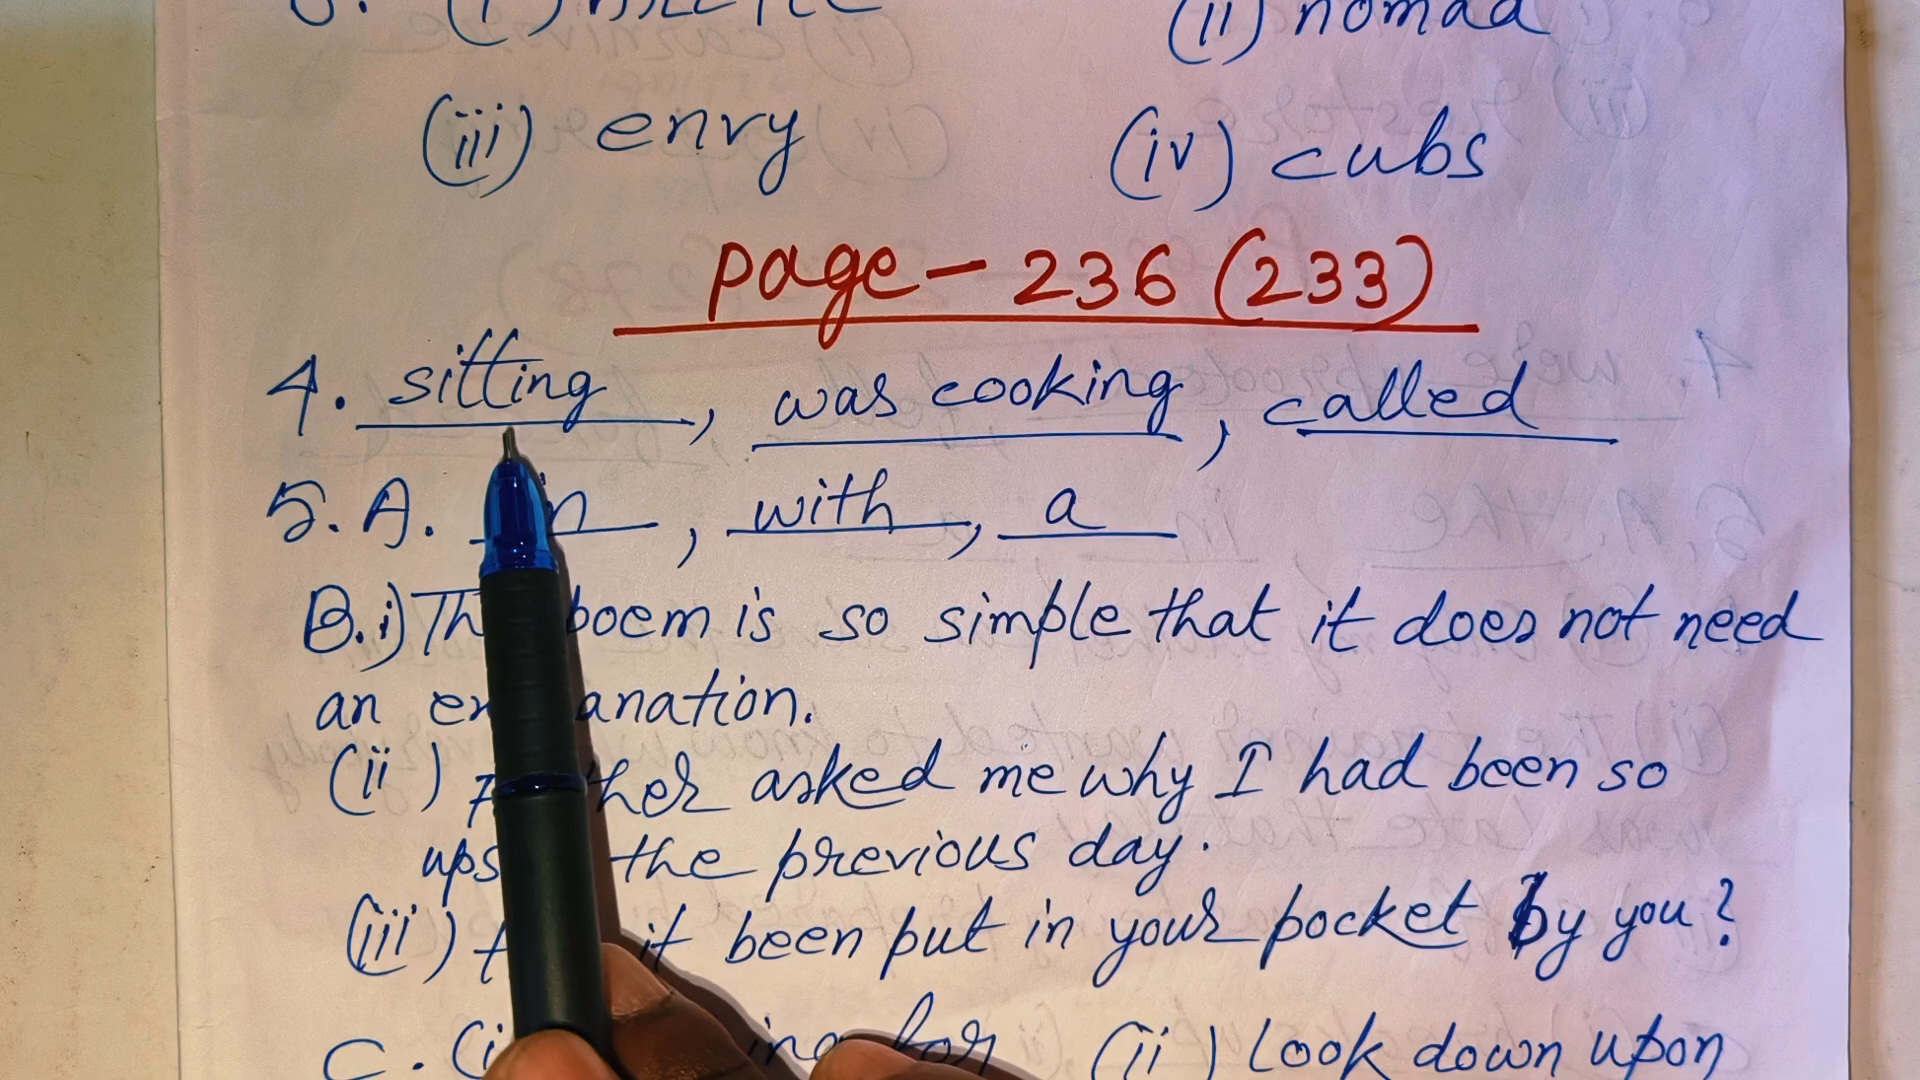 (ii) nomad
(iii) envy (iv) cubs
page - 236 (233)
4. sitting, was cooking, called
5. A. , with, a
B. i) poem is so simple that it does not need
an
(ii) asked me why I had been so
the previous day.
(iii) it been put in your pocket by you?
C. (i for (ii) Look down upon